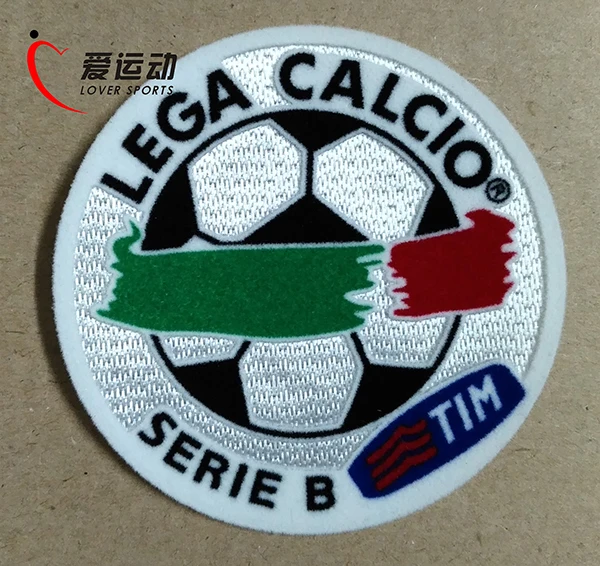 爱运动
LOVER SPORTS
LEGA CALCIO®
SERIE B
TIM